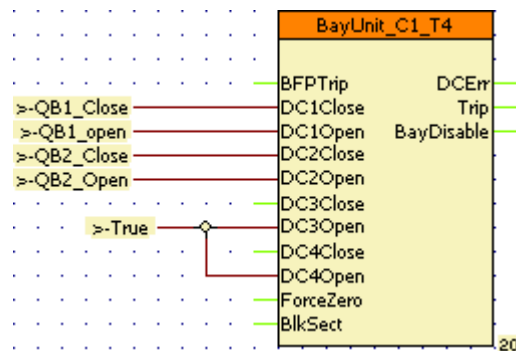 BayUnit_C1_T4
BFPTrip DCErr
>-QB1_Close DC1Close Trip
>-QB1_open DC1Open BayDisable
>-QB2_Close DC2Close
>-QB2_Open DC2Open
DC3Close
>-True DC3Open
DC4Close
DC4Open
ForceZero
BlkSect
20